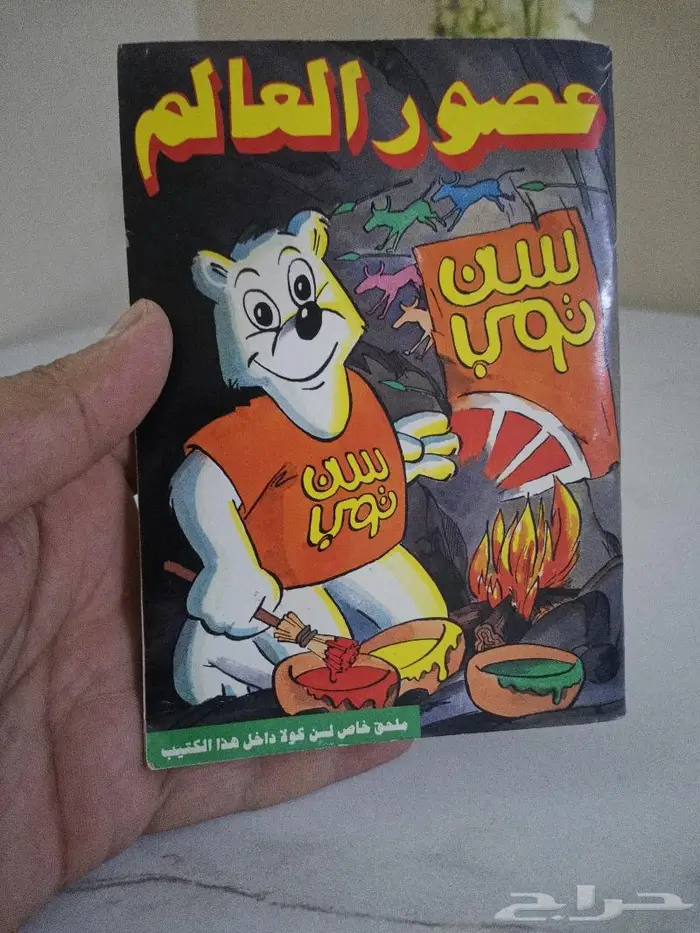 عصور العالم
سن
توب
سن
توب
ملحق خاص لسن كولا داخل هذا الكتيب
حراج